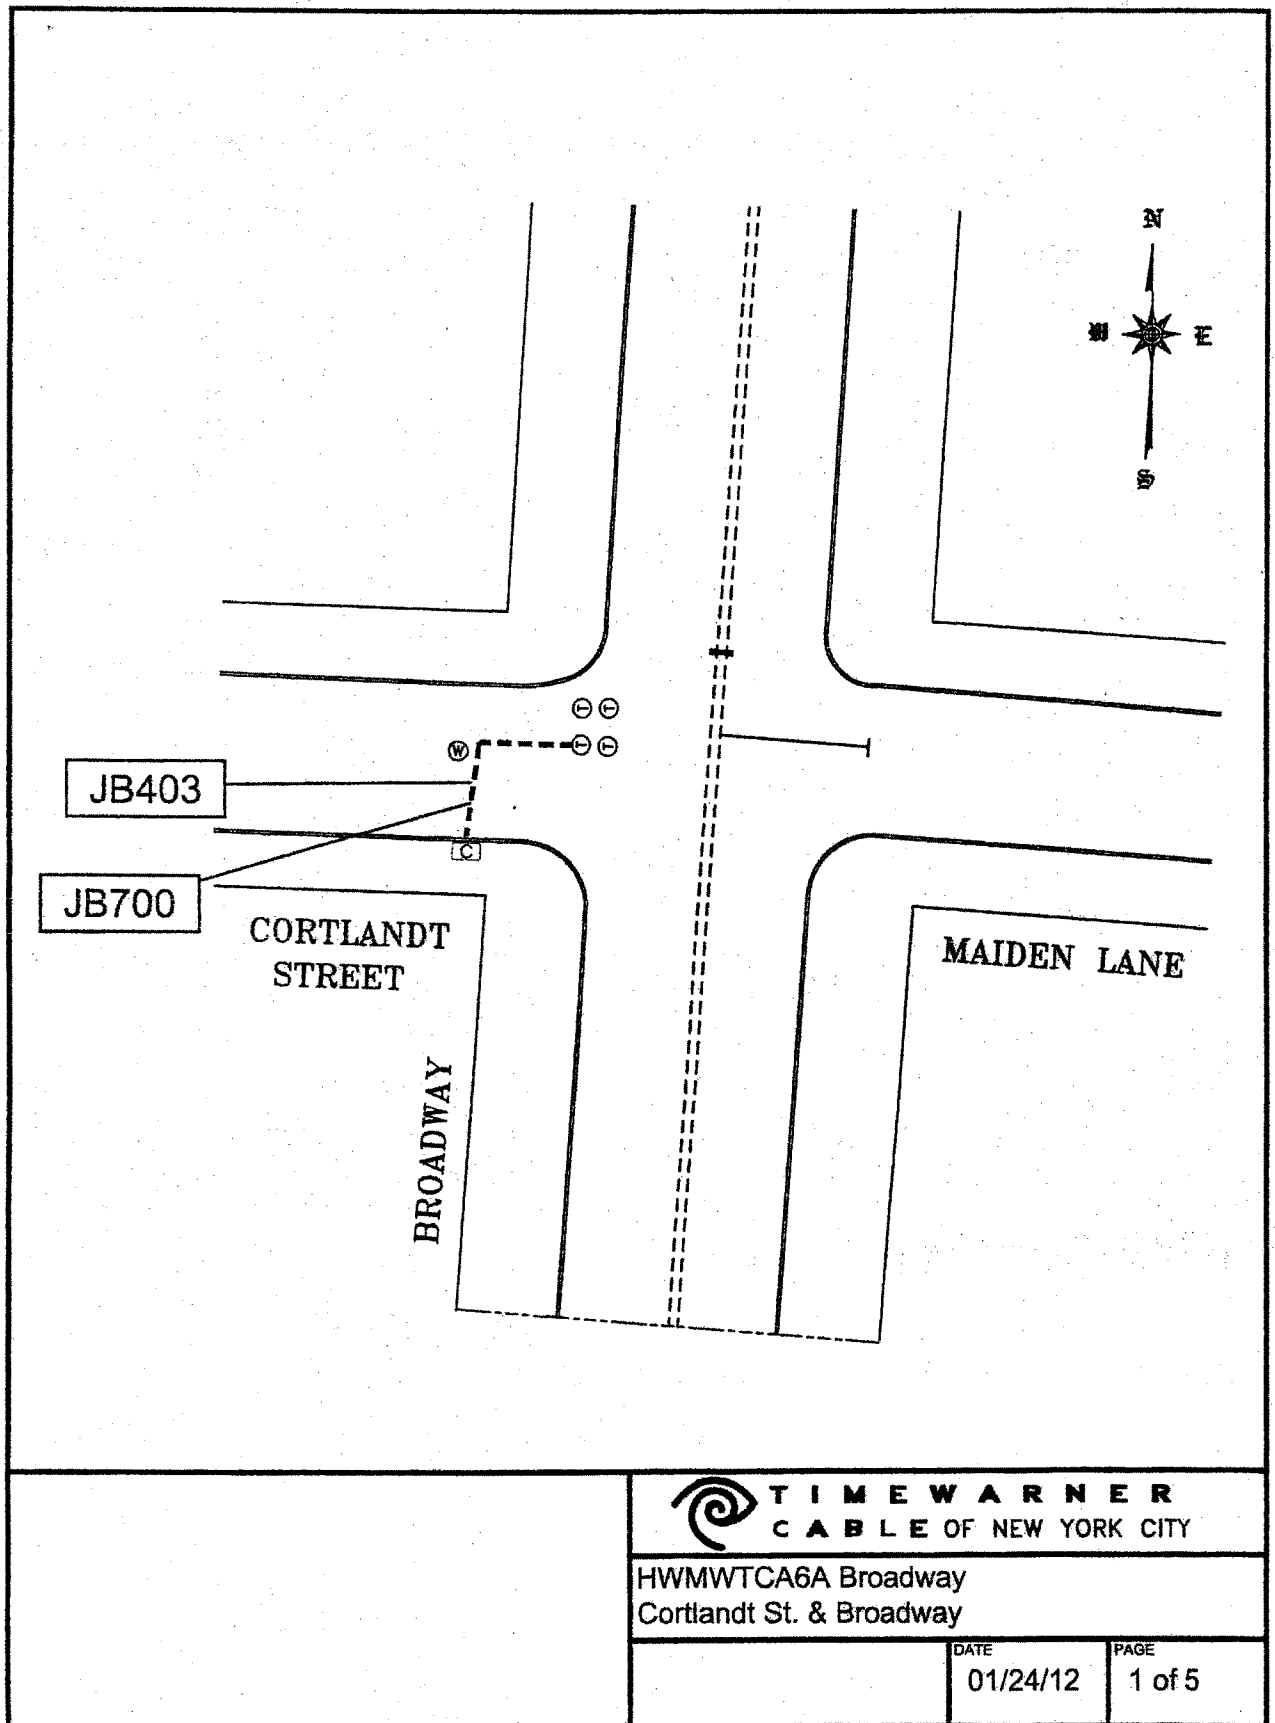 N
W E
S
T T
W T T
JB403
C
JB700
CORTLANDT
STREET
MAIDEN LANE
BROADWAY
TIMEWARNER
CABLE OF NEW YORK CITY
HWMWTCA6A Broadway
Cortlandt St. & Broadway
DATE PAGE
01/24/12 1 of 5